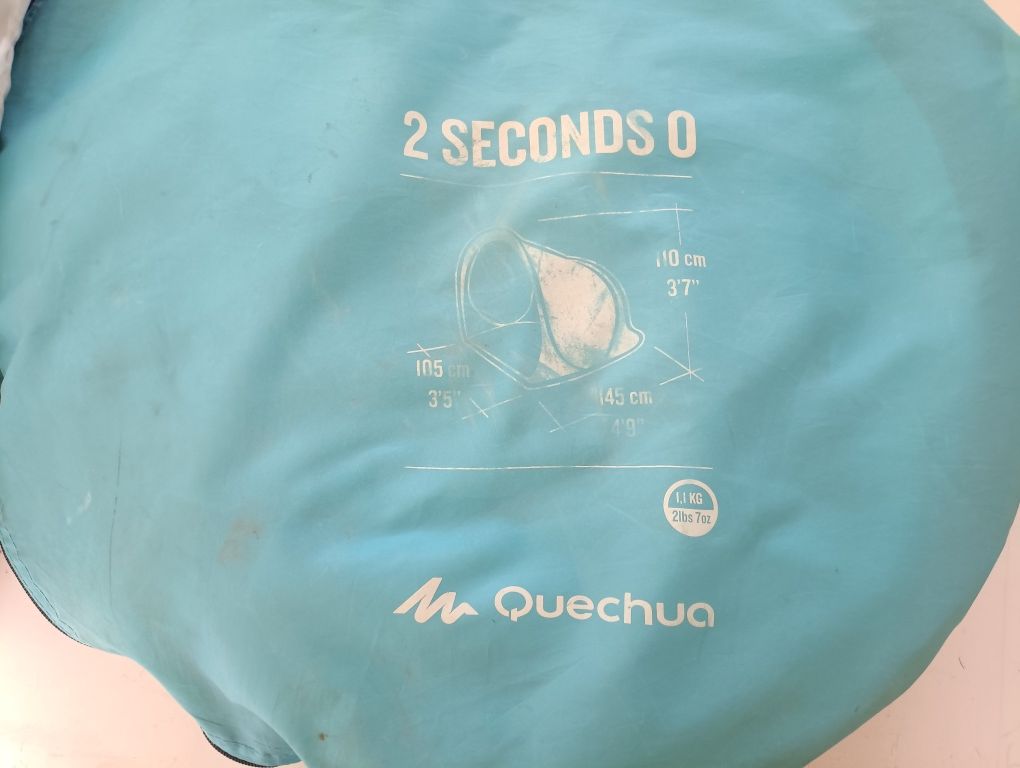 2 SECONDS 0
110 cm
3'7"
105 cm
3'5"
145 cm
4'9"
1,1 KG
2lbs 7oz
Quechua